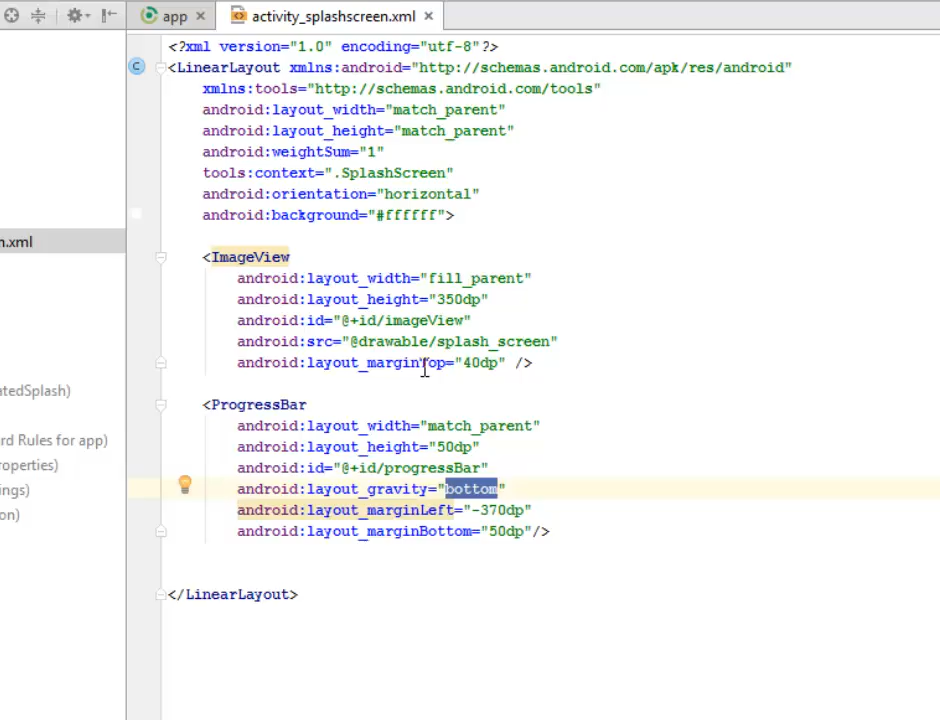 app
activity_splashscreen.xml
<?xml version="1.0" encoding="utf-8"?>
<LinearLayout xmlns:android="http://schemas.android.com/apk/res/android"
xmlns:tools="http://schemas.android.com/tools"
android:layout_width="match_parent"
android:layout_height="match_parent"
android:weightSum="1"
tools:context=".SplashScreen"
android:orientation="horizontal"
android:background="#ffffff">
n.xml
<ImageView
android:layout_width="fill_parent"
android:layout_height="350dp"
android:id="@+id/imageView"
android:src="@drawable/splash_screen"
android:layout_marginTop="40dp" />
atedSplash)
<ProgressBar
android:layout_width="match_parent"
rd Rules for app)
android:layout_height="50dp"
roperties)
android:id="@+id/progressBar"
ngs)
android:layout_gravity="bottom"
on)
android:layout_marginLeft="-370dp"
android:layout_marginBottom="50dp"/>
</LinearLayout>